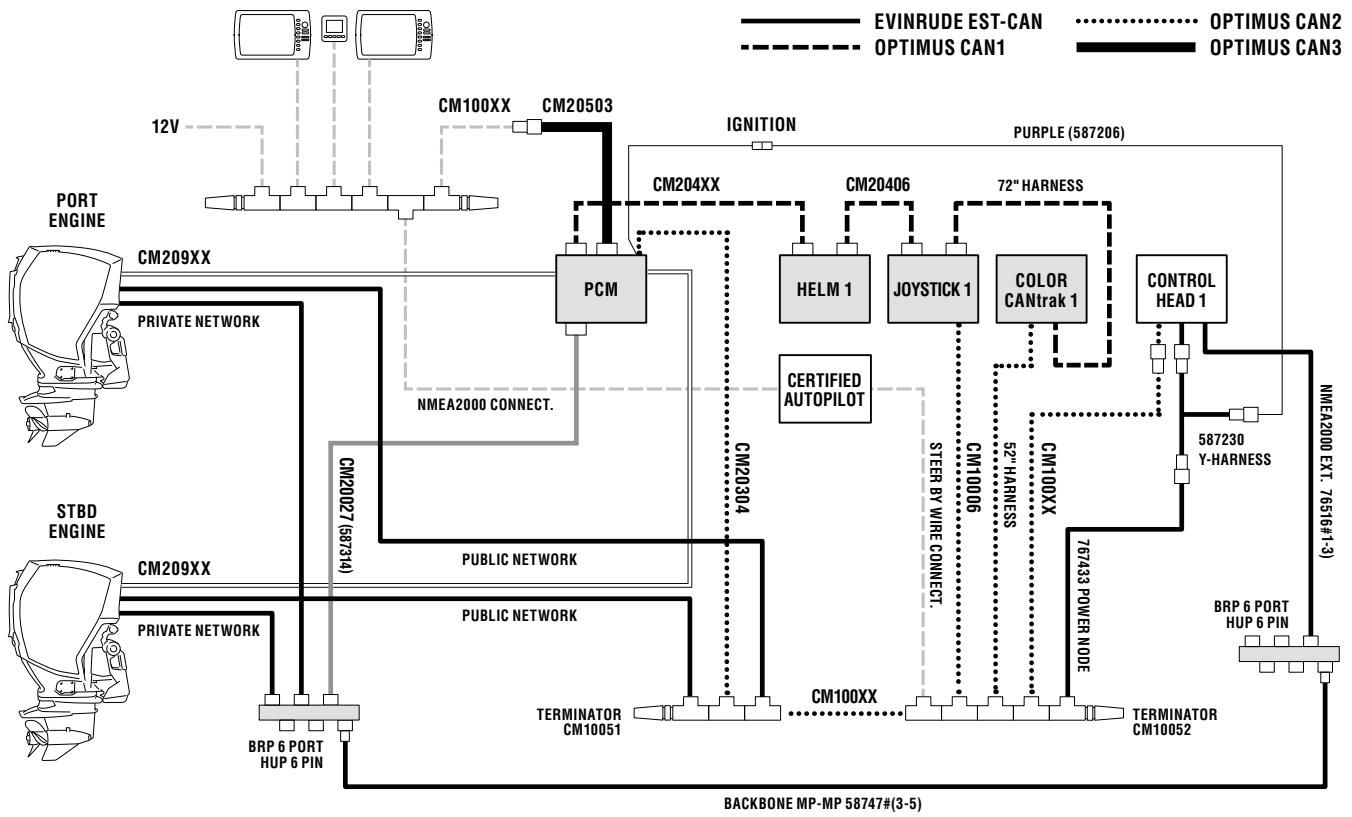 EVINRUDE EST-CAN
OPTIMUS CAN2
OPTIMUS CAN1
OPTIMUS CAN3
CM100XX
CM20503
12V
IGNITION
PURPLE (587206)
CM204XX
CM20406
72" HARNESS
PORT
ENGINE
CM209XX
PRIVATE NETWORK
PCM
HELM 1
JOYSTICK 1
COLOR
CANtrak 1
CONTROL
HEAD 1
CERTIFIED
AUTOPILOT
NMEA2000 CONNECT.
CM20027 (587314)
CM20304
STEER BY WIRE CONNECT.
CM10006
52" HARNESS
CM100XX
587230
Y-HARNESS
NMEA2000 EXT. 76516#1-3)
767433 POWER NODE
STBD
ENGINE
CM209XX
PUBLIC NETWORK
PUBLIC NETWORK
PRIVATE NETWORK
BRP 6 PORT
HUP 6 PIN
BRP 6 PORT
HUP 6 PIN
TERMINATOR
CM10051
CM100XX
TERMINATOR
CM10052
BACKBONE MP-MP 58747#(3-5)